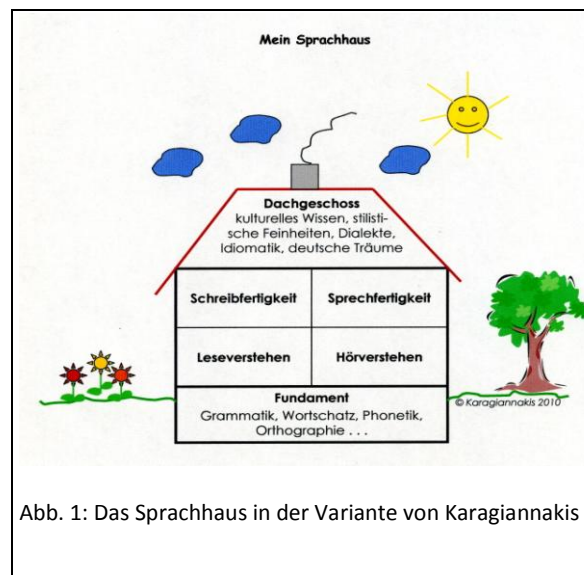 Mein Sprachhaus
Dachgeschoss
kulturelles Wissen, stilisti-
sche Feinheiten, Dialekte,
Idiomatik, deutsche Träume
Schreibfertigkeit
Sprechfertigkeit
Leseverstehen
Hörverstehen
Fundament
Grammatik, Wortschatz, Phonetik,
Orthographie . . .
© Karagiannakis 2010
Abb. 1: Das Sprachhaus in der Variante von Karagiannakis